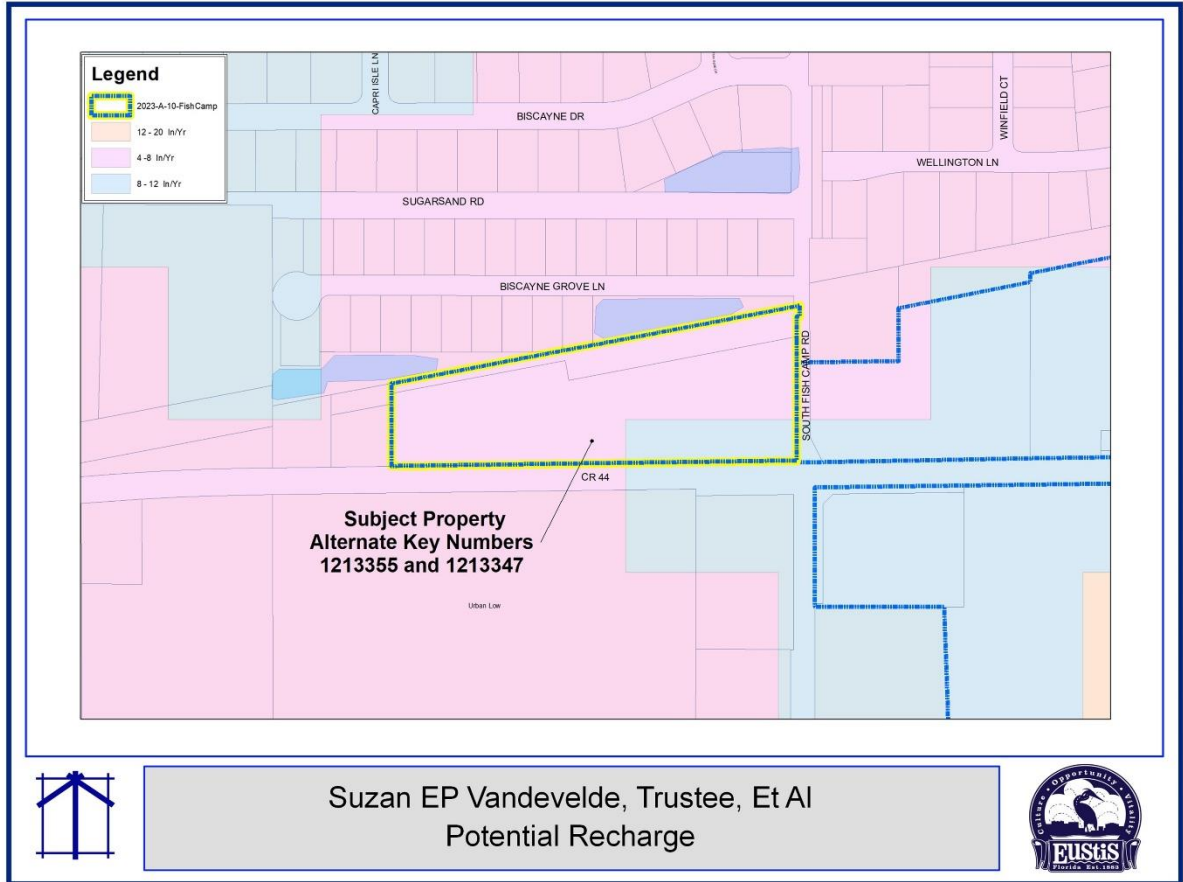 Legend
2023-A-10-FishCamp
12 - 20 In/Yr
4 -8 In/Yr
8 - 12 In/Yr
CAPRI ISLE LN
BISCAYNE DR
WINFIELD CT
WELLINGTON LN
SUGARSAND RD
BISCAYNE GROVE LN
SOUTH FISH CAMP RD
CR 44
Subject Property
Alternate Key Numbers
1213355 and 1213347
Urban Low
Suzan EP Vandevelde, Trustee, Et Al
Potential Recharge
Culture • Opportunity • Vitality
EUSTiS
Florida Est.1883